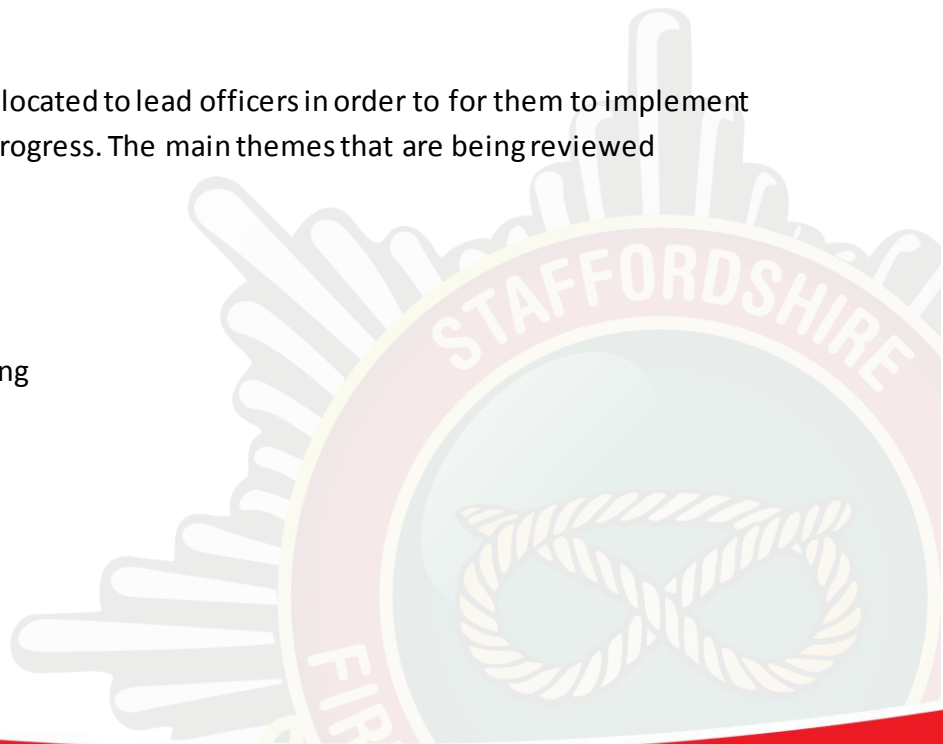 located to lead officers in order to for them to implement
rogress. The main themes that are being reviewed
ng
STAFFORDSHIRE
FIR